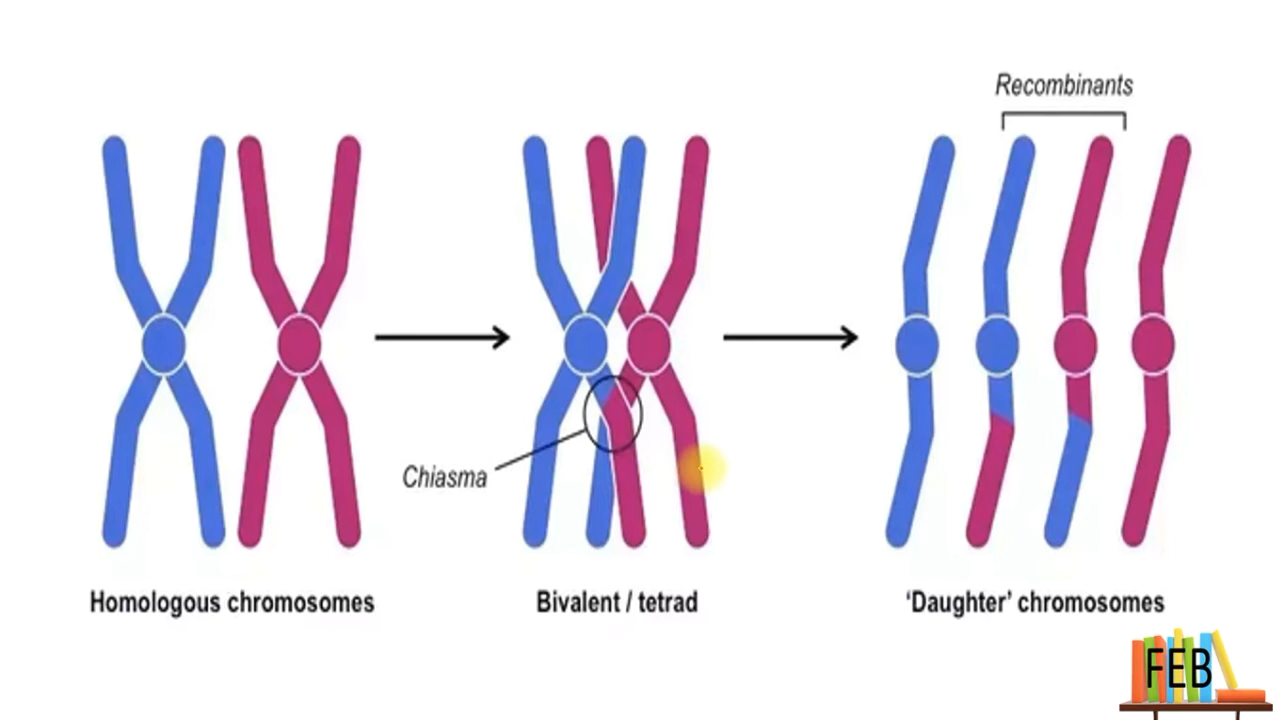 Recombinants
Chiasma
Homologous chromosomes
Bivalent / tetrad
‘Daughter’ chromosomes
FEB